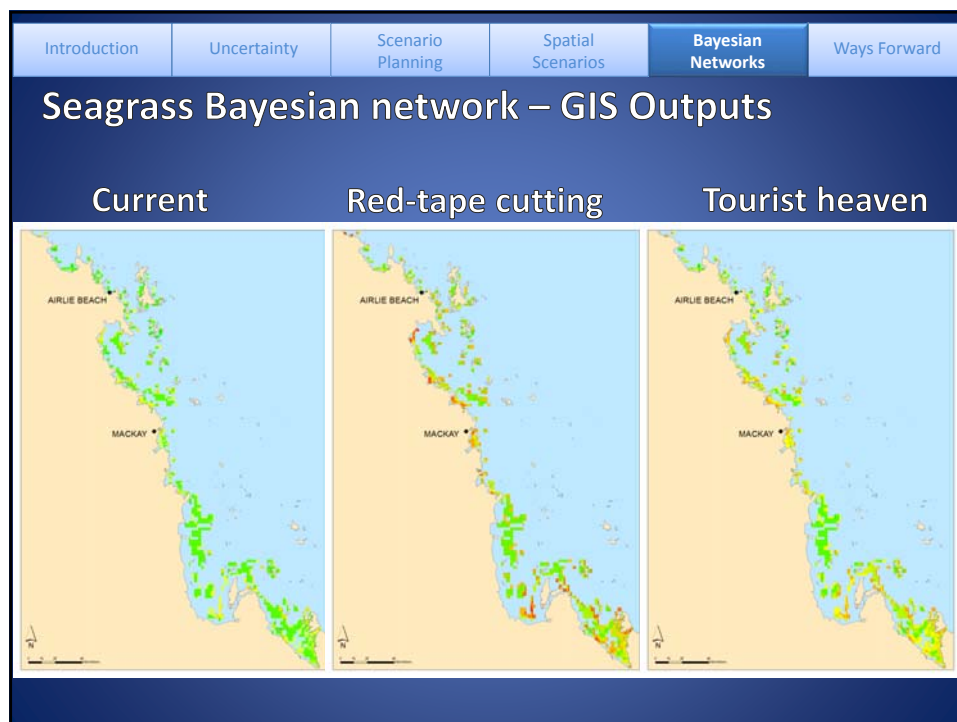 Introduction
Uncertainty
Scenario
Planning
Spatial
Scenarios
Bayesian
Networks
Ways Forward
Seagrass Bayesian network – GIS Outputs
Current
Red-tape cutting
Tourist heaven
AIRLIE BEACH
MACKAY
N
AIRLIE BEACH
MACKAY
N
AIRLIE BEACH
MACKAY
N